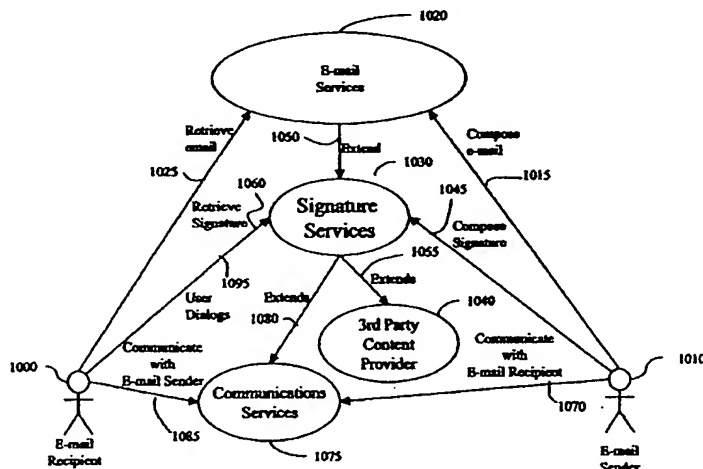 1020
E-mail
Services
Retrieve
email
1050
Extend
Compose
e-mail
1025
1060
1030
1045
1015
Retrieve
Signature
Signature
Services
Compose
Signature
1055
1095
User
Dialogs
Extends
1080
Extends
1040
3rd Party
Content
Provider
1000
Communicate
with
E-mail Sender
Communicate
with
E-mail Recipient
1010
Communications
Services
1070
E-mail
Recipient
1085
1075
E-mail
Sender